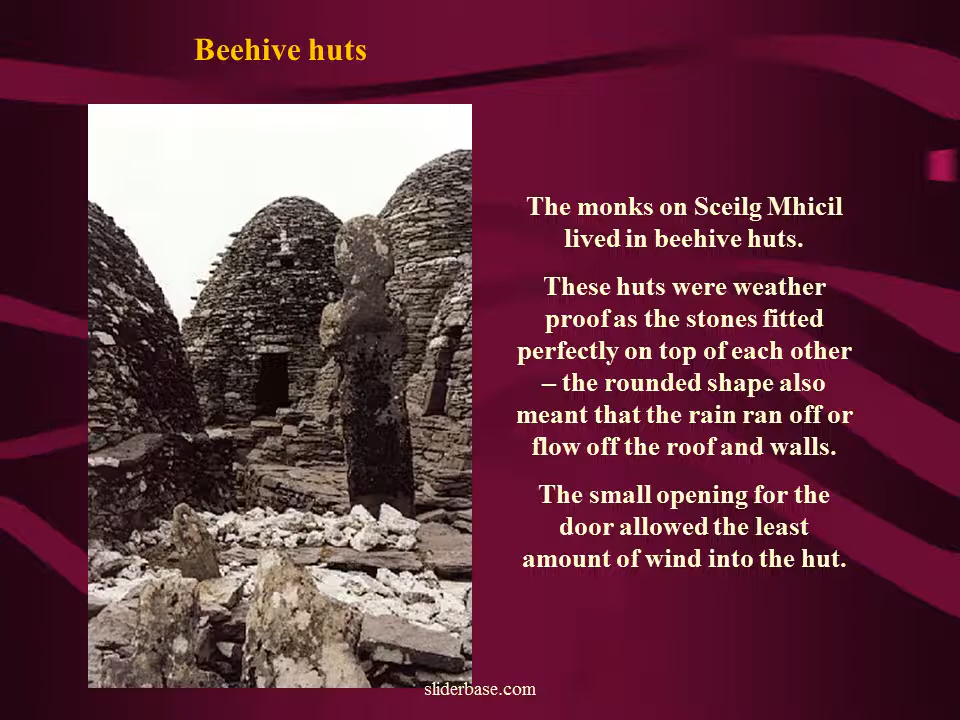 Beehive huts
The monks on Sceilg Mhicil
lived in beehive huts.
These huts were weather
proof as the stones fitted
perfectly on top of each other
– the rounded shape also
meant that the rain ran off or
flow off the roof and walls.
The small opening for the
door allowed the least
amount of wind into the hut.
sliderbase.com